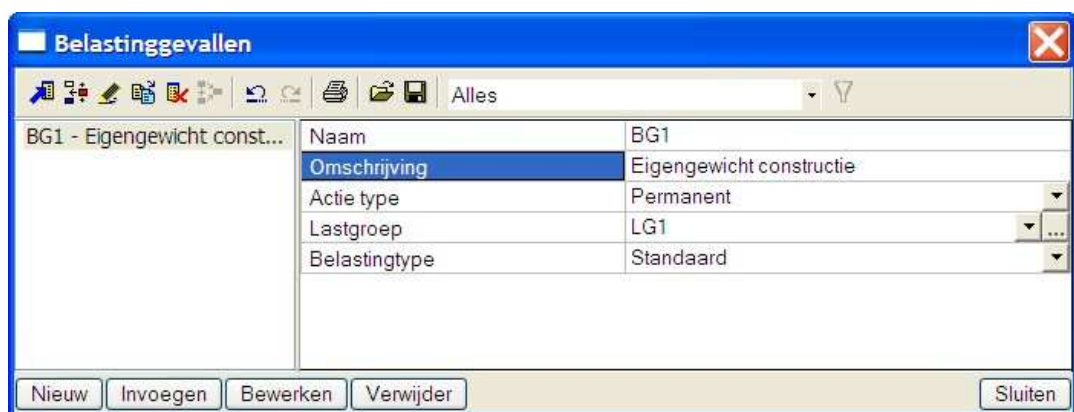 Belastinggevallen
Alles
BG1 - Eigengewicht const...
Naam BG1
Omschrijving Eigengewicht constructie
Actie type Permanent
Lastgroep LG1 ...
Belastingtype Standaard
Nieuw Invoegen Bewerken Verwijder Sluiten